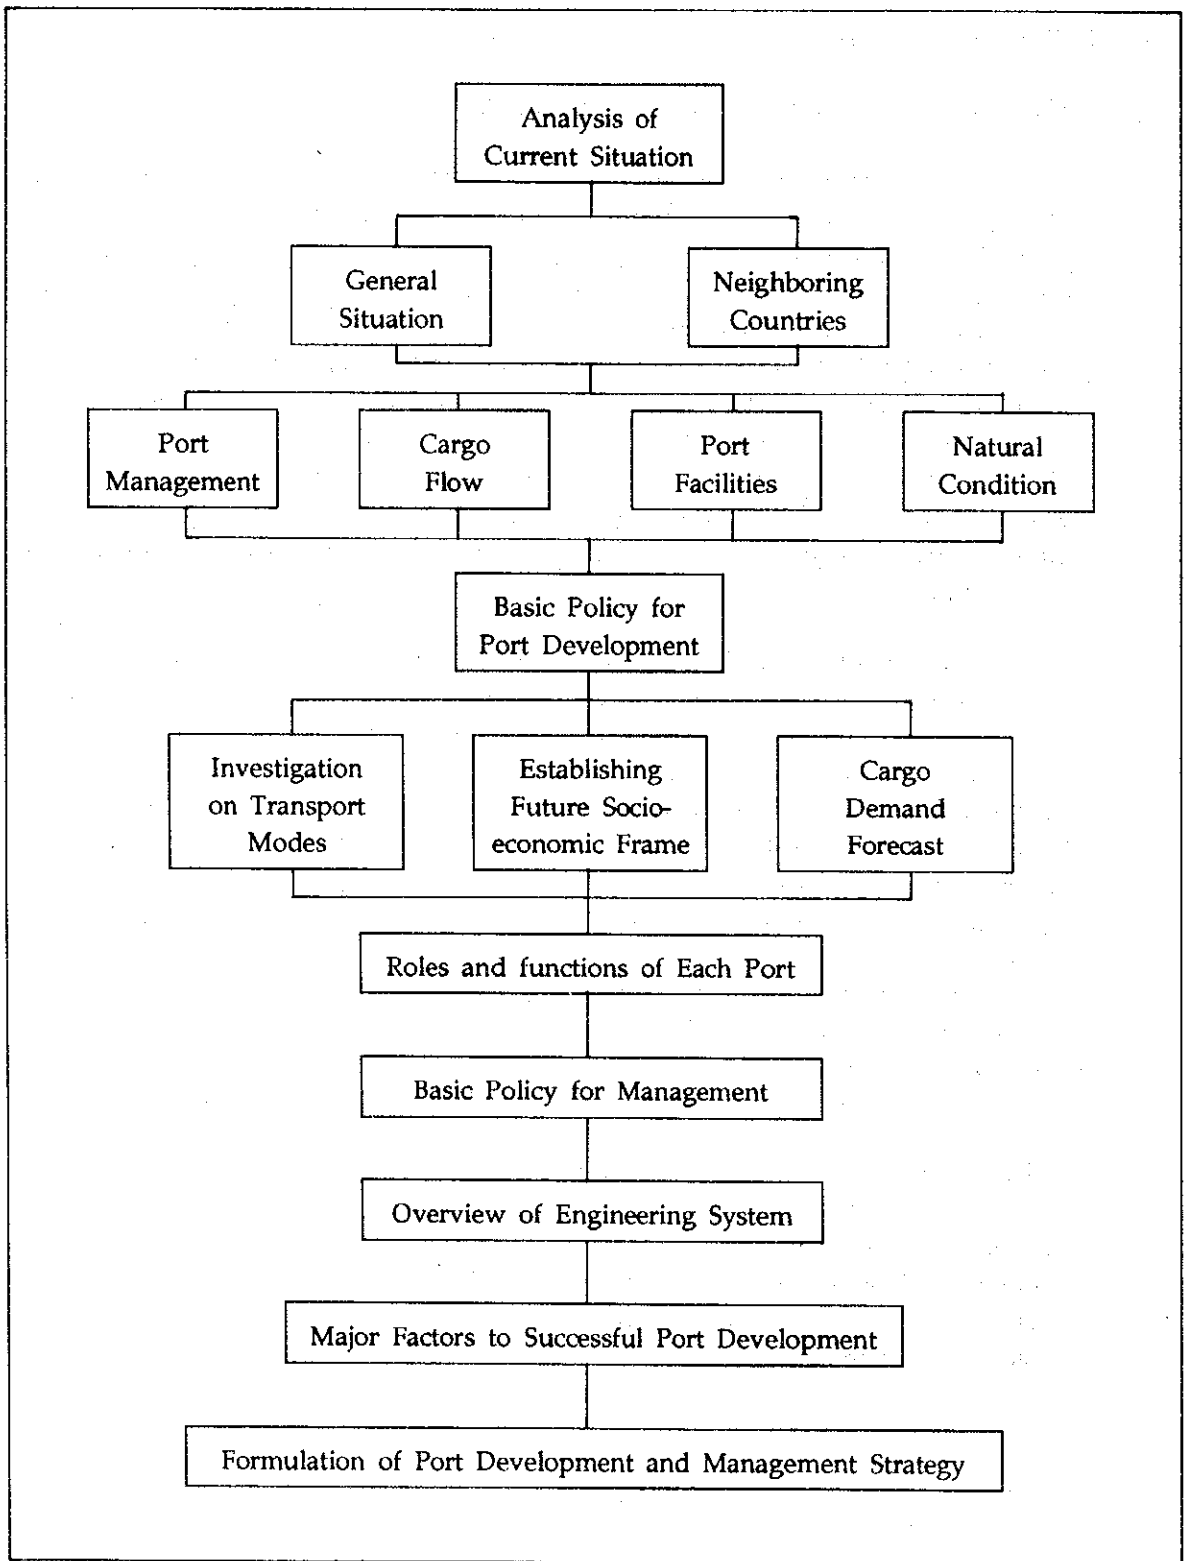 Analysis of
Current Situation
General
Situation
Neighboring
Countries
Port
Management
Cargo
Flow
Port
Facilities
Natural
Condition
Basic Policy for
Port Development
Investigation
on Transport
Modes
Establishing
Future Socio-
economic Frame
Cargo
Demand
Forecast
Roles and functions of Each Port
Basic Policy for Management
Overview of Engineering System
Major Factors to Successful Port Development
Formulation of Port Development and Management Strategy